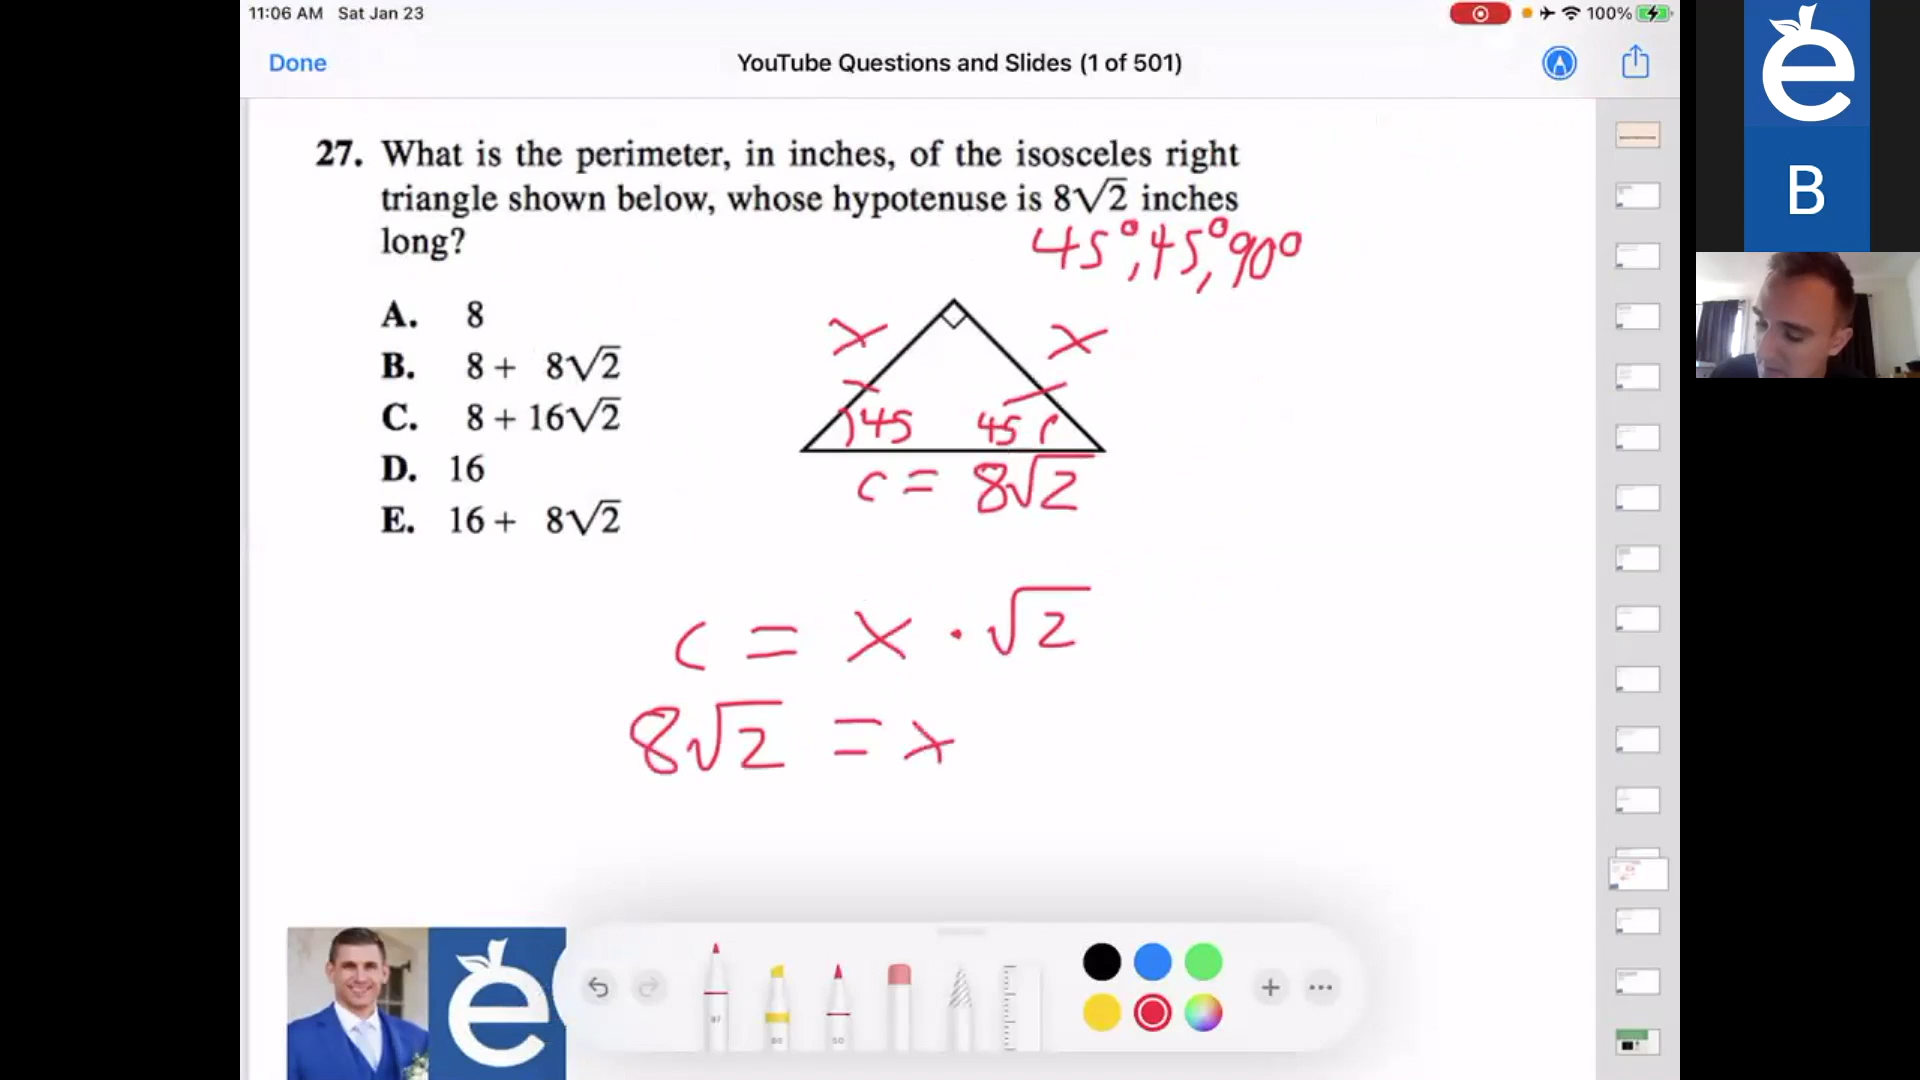 11:06 AM Sat Jan 23
100%
Done
YouTube Questions and Slides (1 of 501)
27. What is the perimeter, in inches, of the isosceles right
triangle shown below, whose hypotenuse is 8√2 inches
long?
45°, 45°, 90°
A. 8
B. 8 + 8√2
C. 8 + 16√2
D. 16
E. 16 + 8√2
x
x
45
45
c = 8√2
c = x · √2
8√2 = x
e
B
e